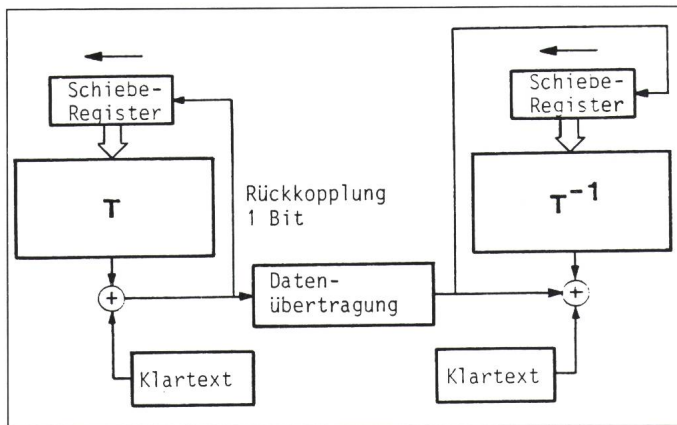 Schiebe-
Register
T
Rückkopplung
1 Bit
+
Daten-
übertragung
Klartext
Schiebe-
Register
T-1
+
Klartext